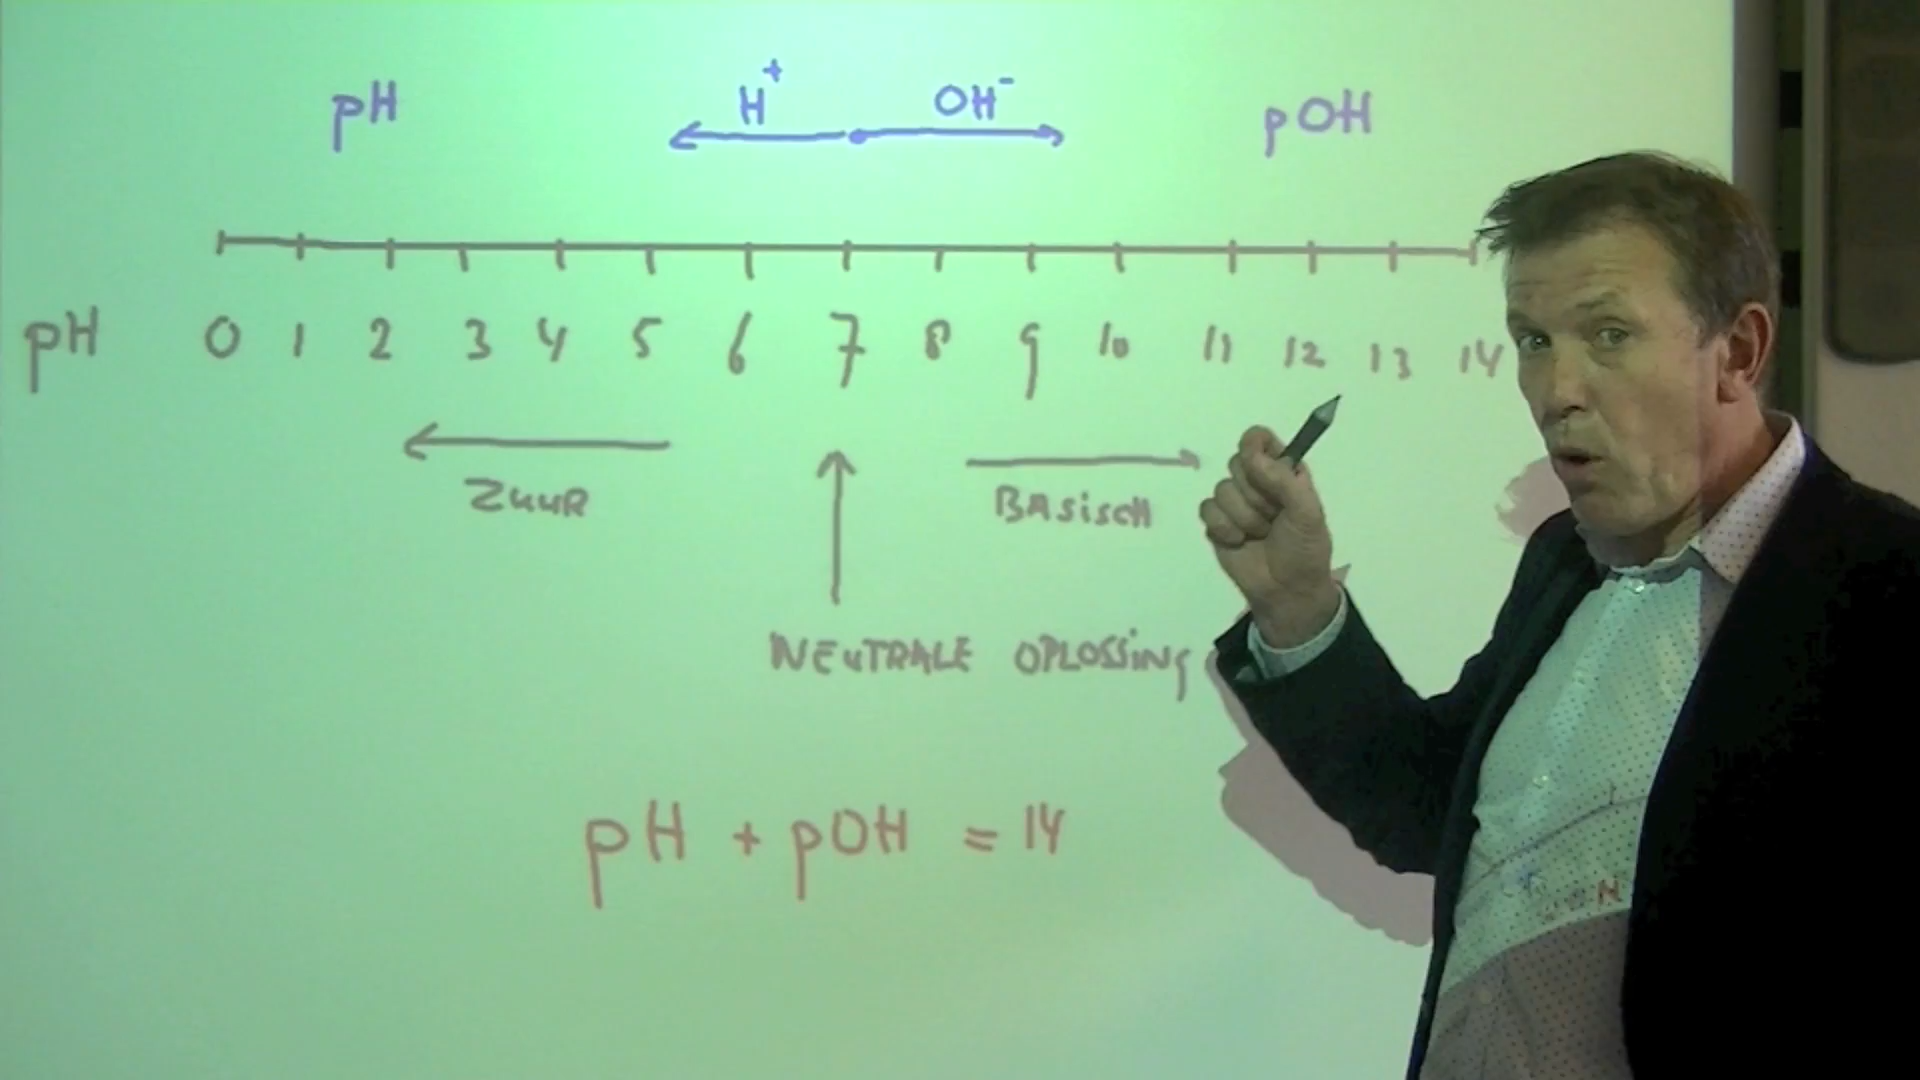 pH H⁺ OH⁻ pOH
pH 0 1 2 3 4 5 6 7 8 9 10 11 12 13 14
ZuuR BASiSCH
NEuTRALE OPLOSSiNg
pH + pOH = 14